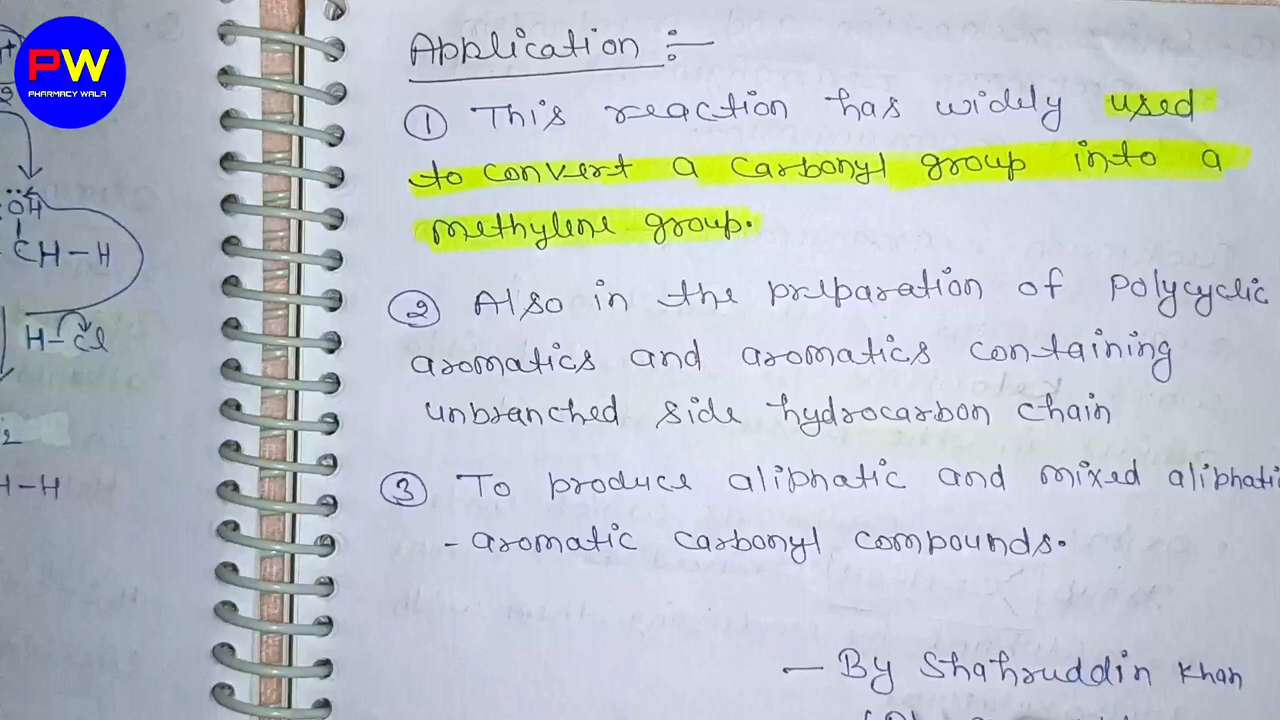 PW
PHARMACY WALA
:OH
CH-H
H-Cl
H-H
Application :-
① This reaction has widely used
to convert a carbonyl group into a
methylene group.
② Also in the preparation of Polycyclic
aromatics and aromatics containing
unbranched side hydrocarbon chain
③ To produce aliphatic and mixed aliphati
- aromatic carbonyl compounds.
- By Shahruddin Khan